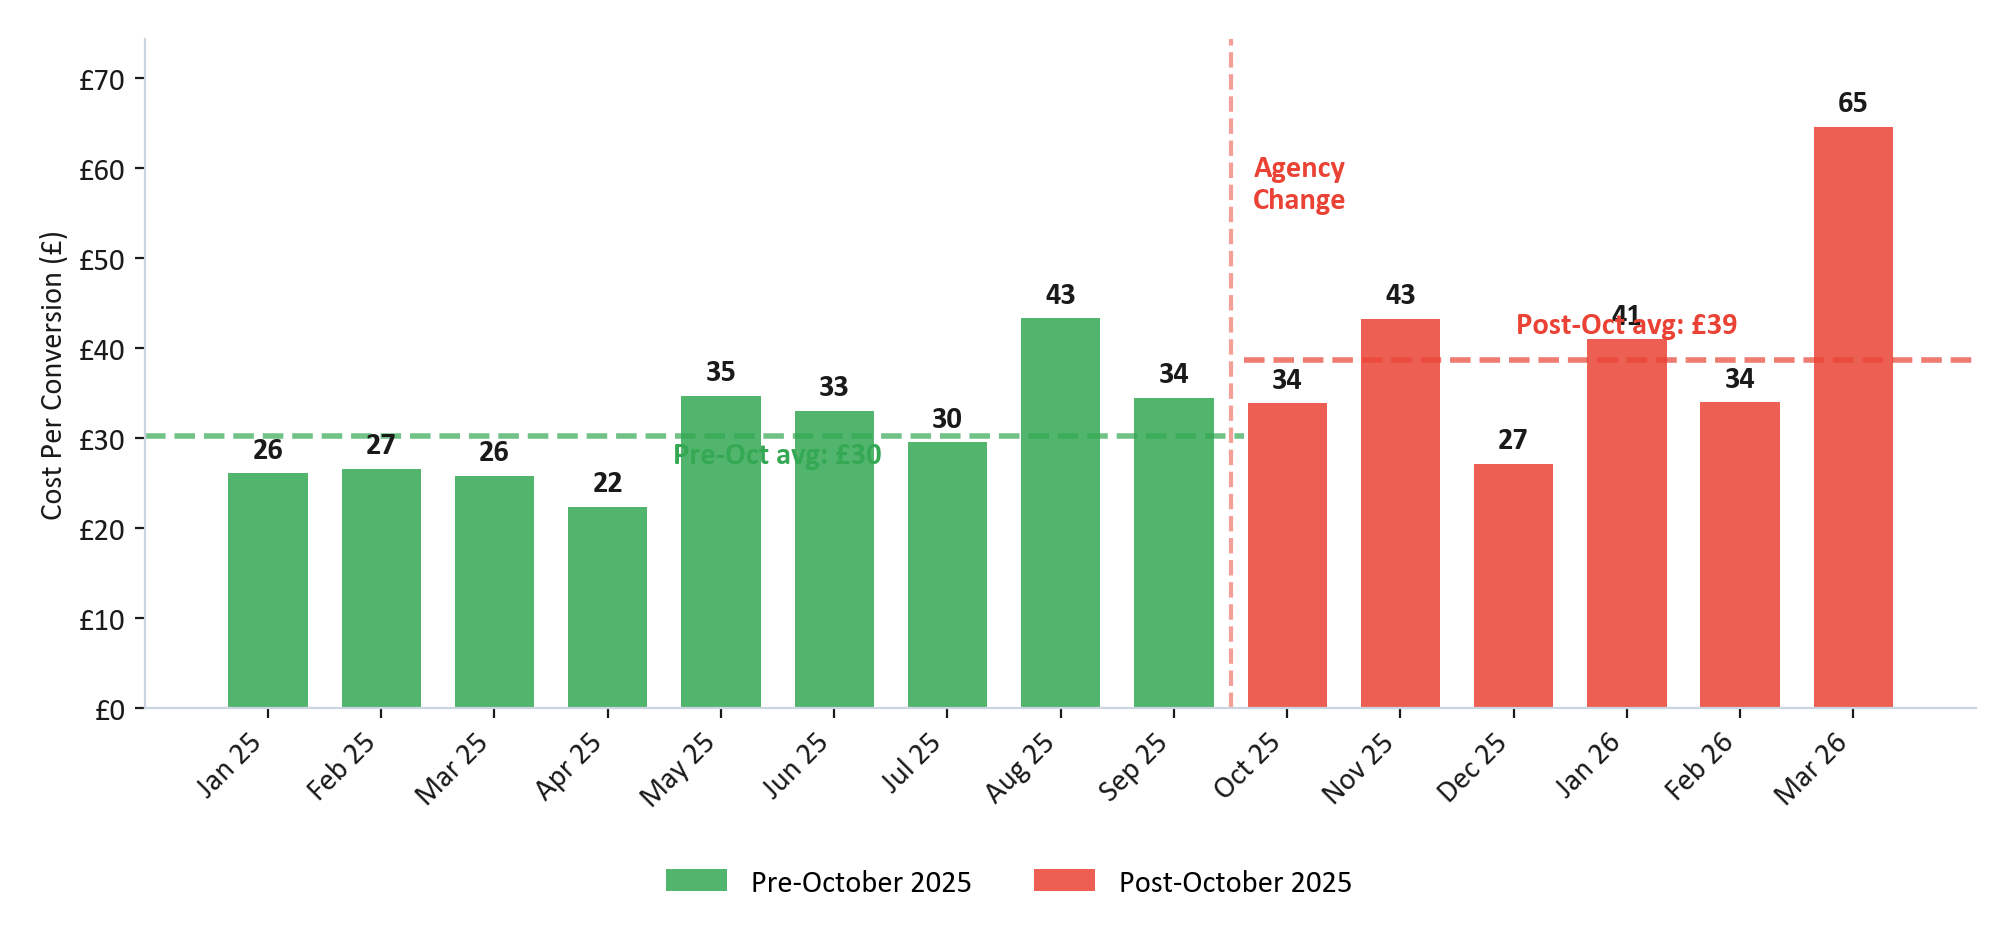 £70
£60
£50
£40
£30
£20
£10
£0
Cost Per Conversion (£)
26
27
26
22
35
33
30
43
34
34
43
27
41
34
65
Agency
Change
Pre-Oct avg: £30
Post-Oct avg: £39
Jan 25
Feb 25
Mar 25
Apr 25
May 25
Jun 25
Jul 25
Aug 25
Sep 25
Oct 25
Nov 25
Dec 25
Jan 26
Feb 26
Mar 26
Pre-October 2025
Post-October 2025